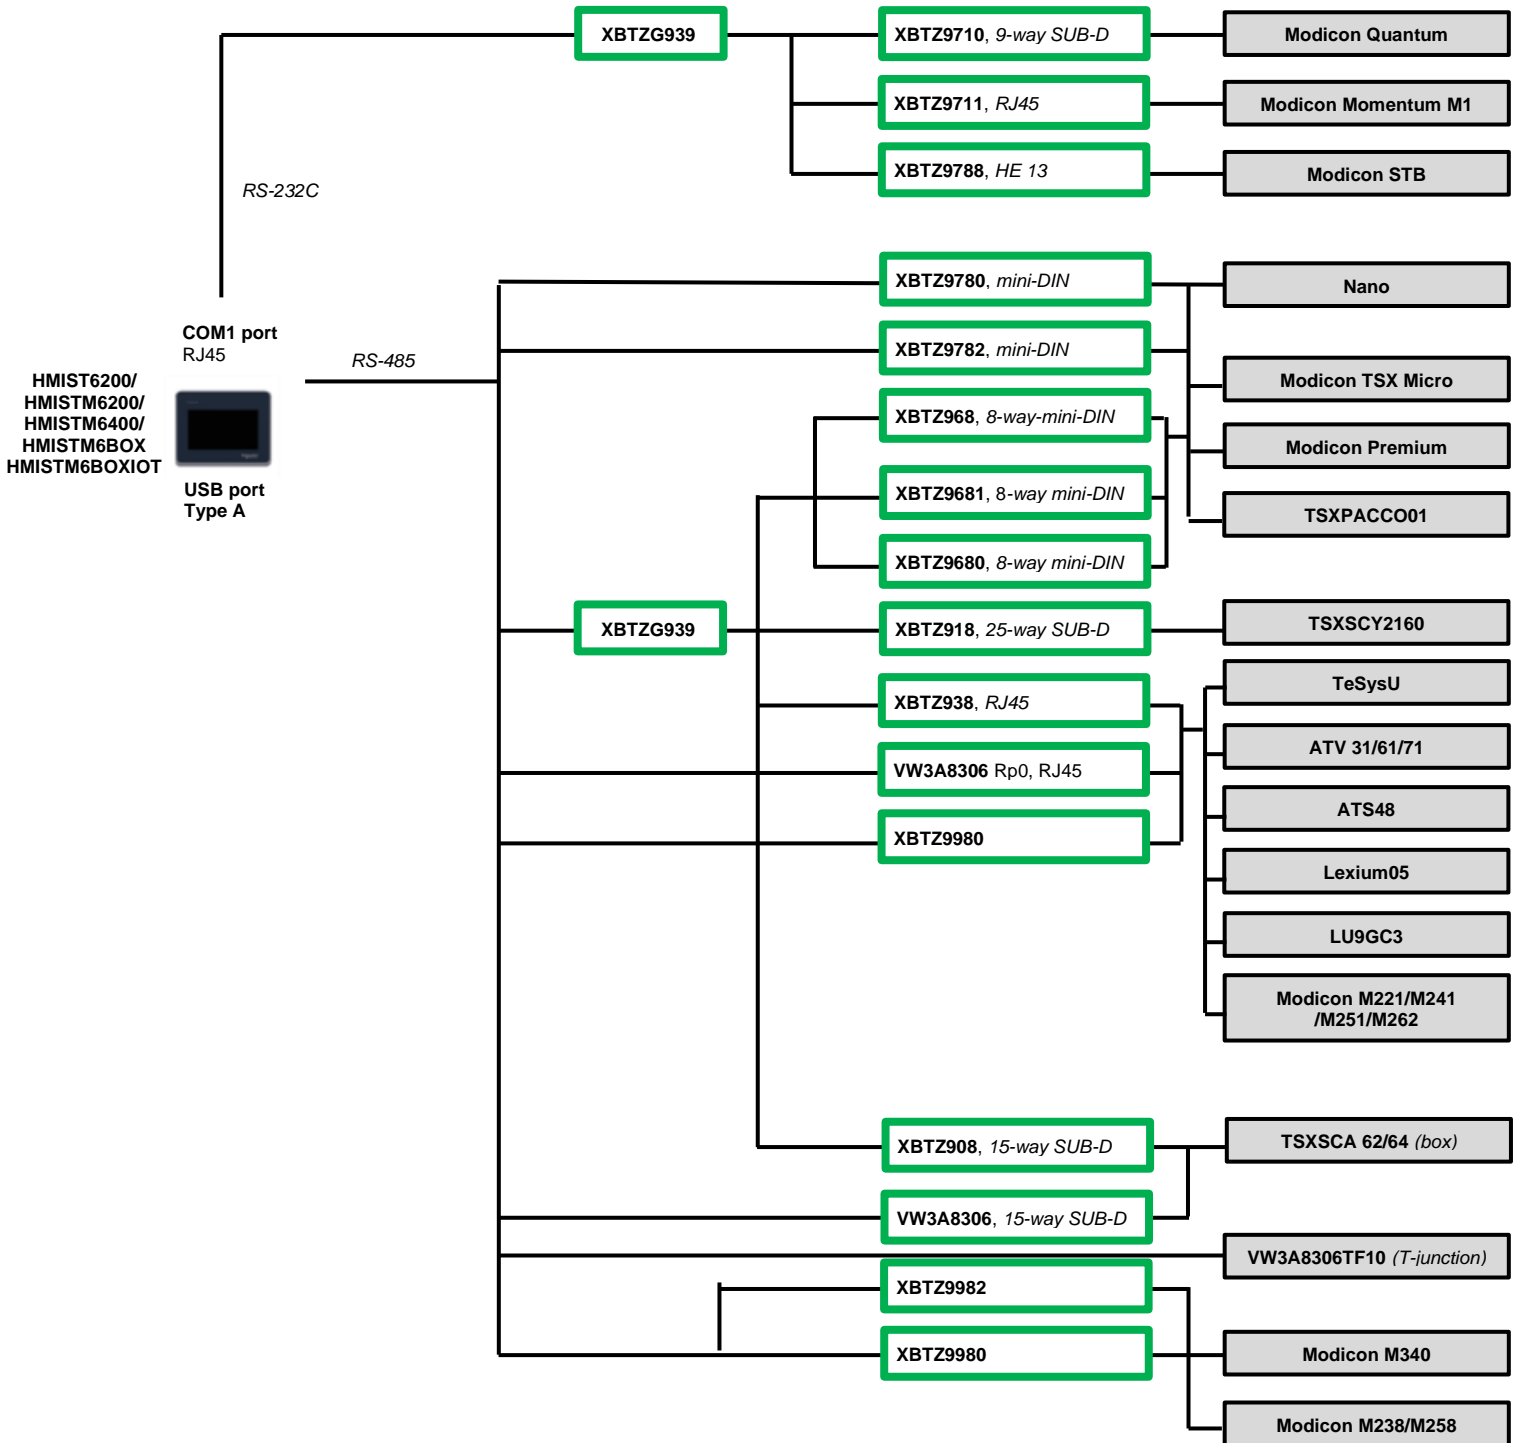 XBTZG939
XBTZ9710, 9-way SUB-D
Modicon Quantum
XBTZ9711, RJ45
Modicon Momentum M1
XBTZ9788, HE 13
Modicon STB
RS-232C
XBTZ9780, mini-DIN
Nano
COM1 port
RJ45
RS-485
XBTZ9782, mini-DIN
Modicon TSX Micro
HMIST6200/
HMISTM6200/
HMISTM6400/
HMISTM6BOX
HMISTM6BOXIOT
XBTZ968, 8-way-mini-DIN
Modicon Premium
USB port
Type A
XBTZ9681, 8-way mini-DIN
TSXPACCO01
XBTZ9680, 8-way mini-DIN
XBTZG939
XBTZ918, 25-way SUB-D
TSXSCY2160
TeSysU
XBTZ938, RJ45
ATV 31/61/71
VW3A8306 Rp0, RJ45
ATS48
XBTZ9980
Lexium05
LU9GC3
Modicon M221/M241
/M251/M262
XBTZ908, 15-way SUB-D
TSXSCA 62/64 (box)
VW3A8306, 15-way SUB-D
VW3A8306TF10 (T-junction)
XBTZ9982
XBTZ9980
Modicon M340
Modicon M238/M258